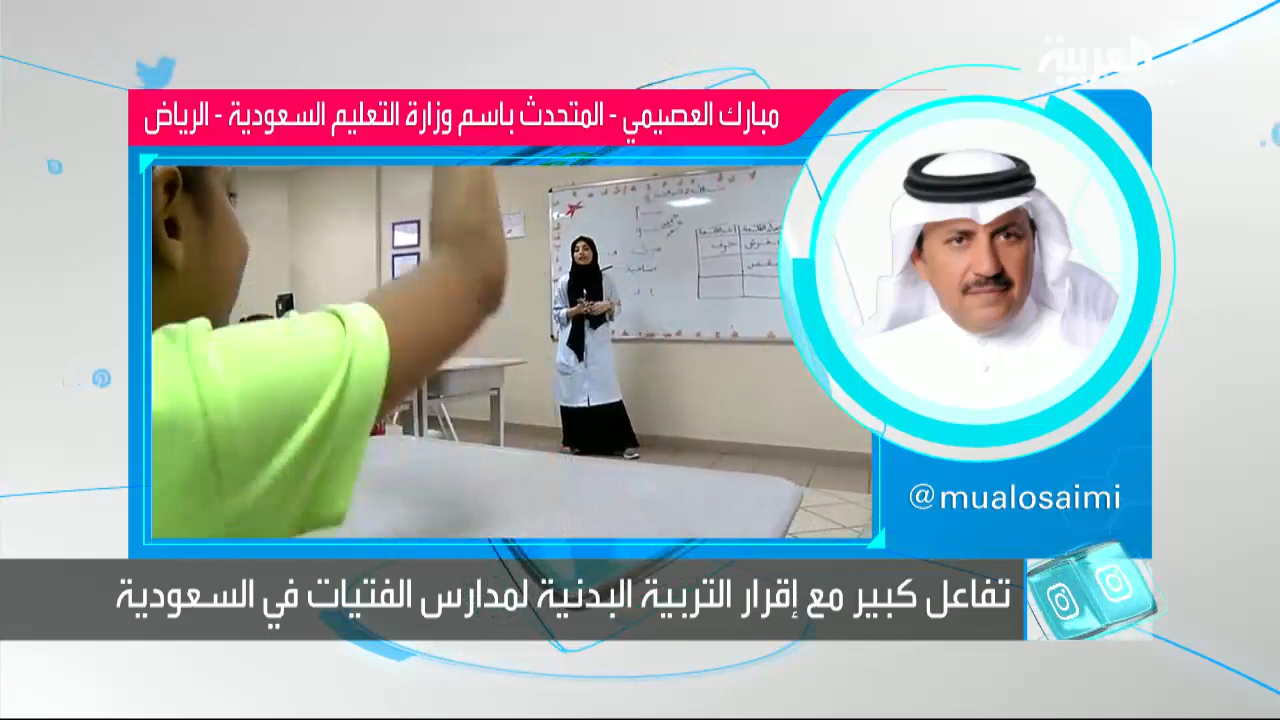 العربية
مبارك العصيمي - المتحدث باسم وزارة التعليم السعودية - الرياض
@mualosaimi
تفاعل كبير مع إقرار التربية البدنية لمدارس الفتيات في السعودية